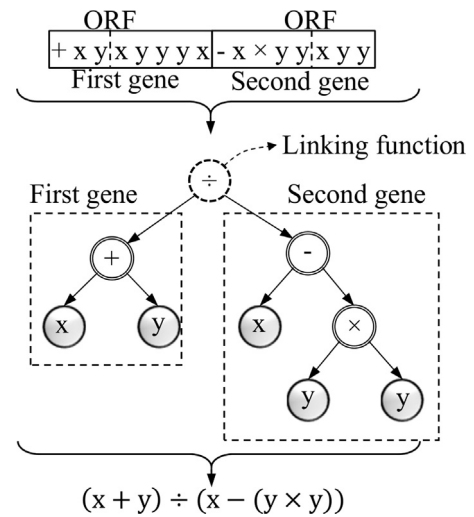 ORF ORF
+ x y x y y y y x - x × y y x y y
First gene Second gene
÷ Linking function
First gene Second gene
+ -
x y x ×
y y
(x + y) ÷ (x − (y × y))